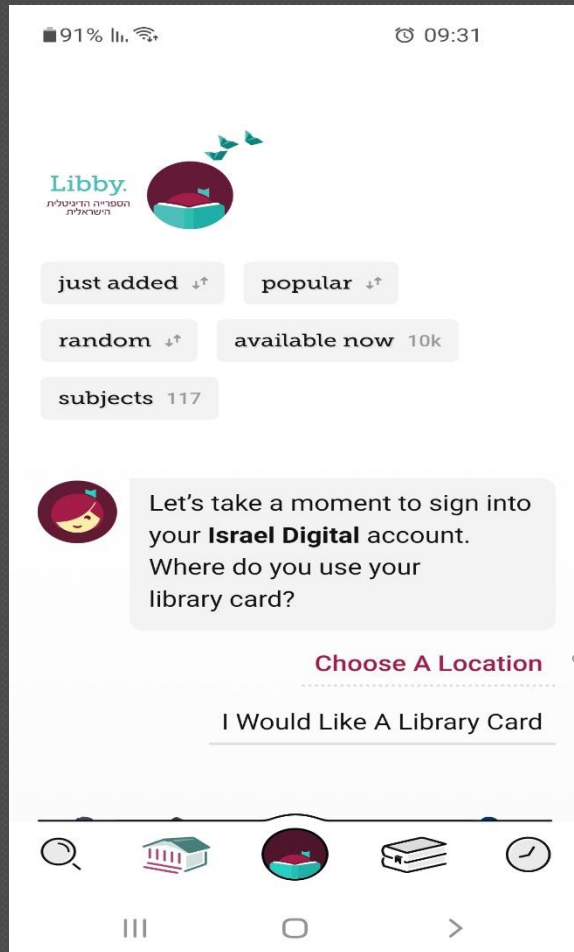 91%
09:31
Libby.
הספרייה הדיגיטלית
הישראלית
just added
popular
random
available now 10k
subjects 117
Let's take a moment to sign into
your Israel Digital account.
Where do you use your
library card?
Choose A Location
I Would Like A Library Card